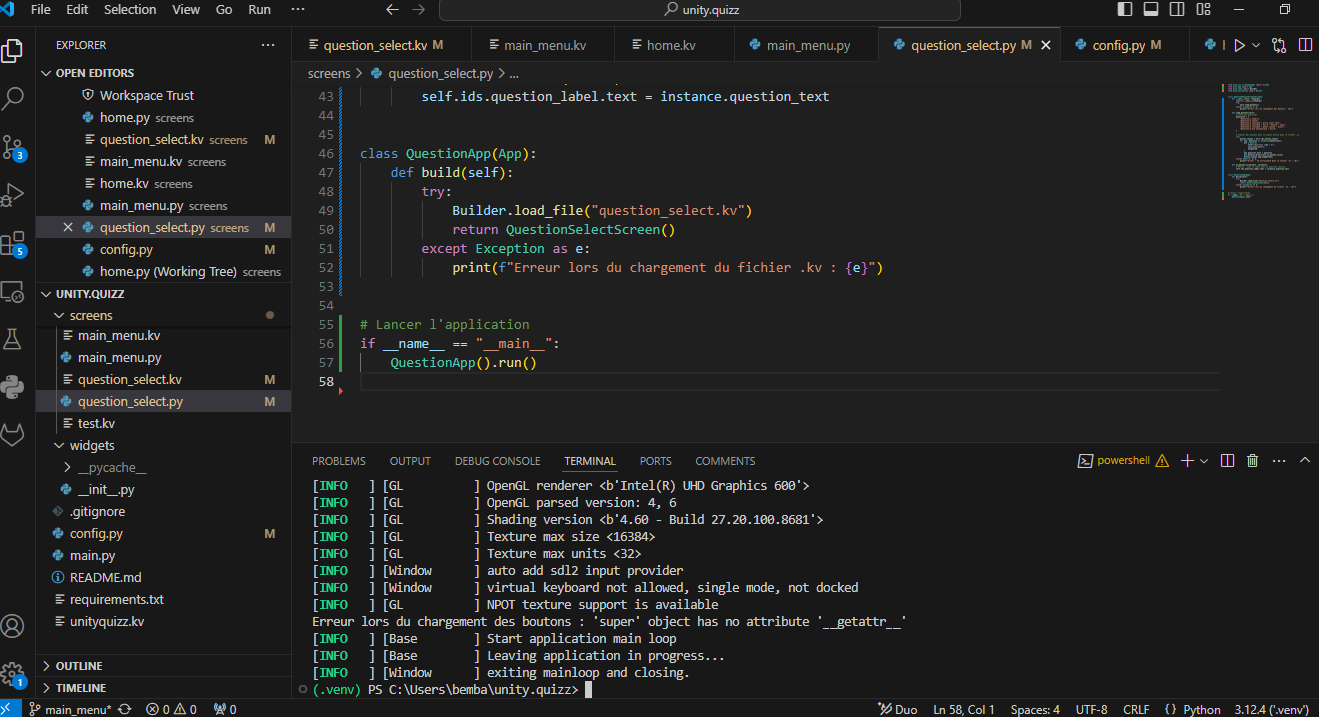 File Edit Selection View Go Run ··· unity.quizz
EXPLORER ···
OPEN EDITORS
Workspace Trust
home.py screens
question_select.kv screens M
main_menu.kv screens
home.kv screens
main_menu.py screens
question_select.py screens M
config.py M
home.py (Working Tree) screens
UNITY.QUIZZ
screens
main_menu.kv
main_menu.py
question_select.kv M
question_select.py M
test.kv
widgets
__pycache__
__init__.py
.gitignore
config.py M
main.py
README.md
requirements.txt
unityquizz.kv
OUTLINE
TIMELINE
3
5
1
question_select.kv M main_menu.kv home.kv main_menu.py question_select.py M config.py M
screens > question_select.py > ...
43 self.ids.question_label.text = instance.question_text
44
45
46 class QuestionApp(App):
47 def build(self):
48 try:
49 Builder.load_file("question_select.kv")
50 return QuestionSelectScreen()
51 except Exception as e:
52 print(f"Erreur lors du chargement du fichier .kv : {e}")
53
54
55 # Lancer l'application
56 if __name__ == "__main__":
57 QuestionApp().run()
58
PROBLEMS OUTPUT DEBUG CONSOLE TERMINAL PORTS COMMENTS powershell
[INFO ] [GL ] OpenGL renderer <b'Intel(R) UHD Graphics 600'>
[INFO ] [GL ] OpenGL parsed version: 4, 6
[INFO ] [GL ] Shading version <b'4.60 - Build 27.20.100.8681'>
[INFO ] [GL ] Texture max size <16384>
[INFO ] [GL ] Texture max units <32>
[INFO ] [Window ] auto add sdl2 input provider
[INFO ] [Window ] virtual keyboard not allowed, single mode, not docked
[INFO ] [GL ] NPOT texture support is available
Erreur lors du chargement des boutons : 'super' object has no attribute '__getattr__'
[INFO ] [Base ] Start application main loop
[INFO ] [Base ] Leaving application in progress...
[INFO ] [Window ] exiting mainloop and closing.
(.venv) PS C:\Users\bemba\unity.quizz>
main_menu* 0 0 0 Duo Ln 58, Col 1 Spaces: 4 UTF-8 CRLF {} Python 3.12.4 ('.venv')